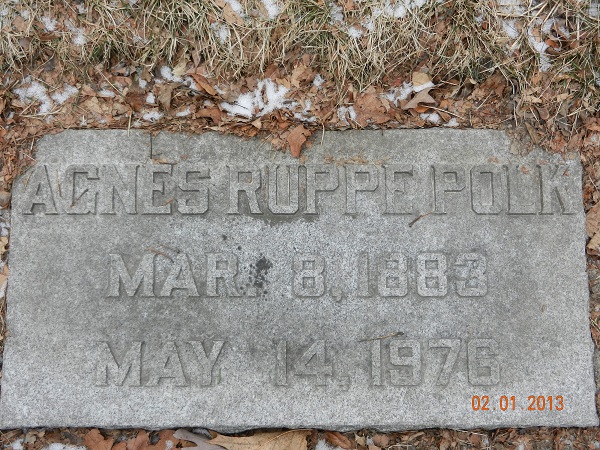 AGNES RUPPE POLK
MAR. 8, 1883
MAY 14, 1976
02.01.2013